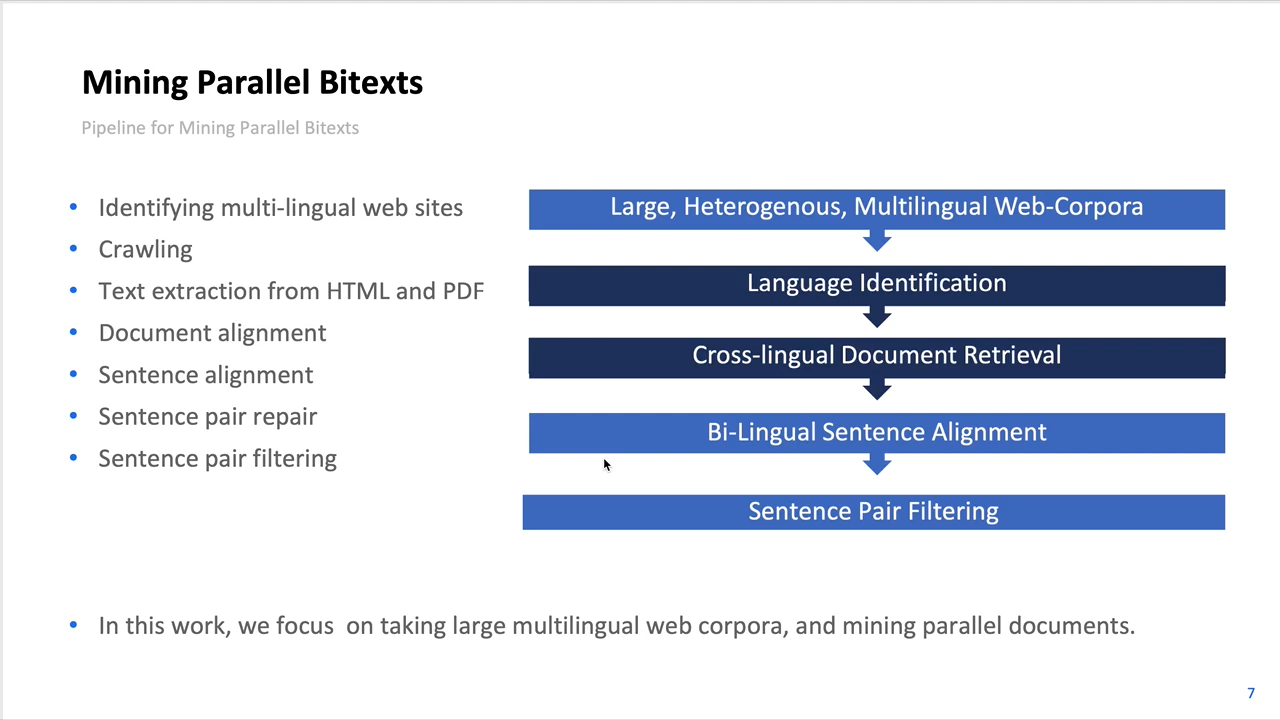 Mining Parallel Bitexts
Pipeline for Mining Parallel Bitexts
• Identifying multi-lingual web sites
• Crawling
• Text extraction from HTML and PDF
• Document alignment
• Sentence alignment
• Sentence pair repair
• Sentence pair filtering
Large, Heterogenous, Multilingual Web-Corpora
Language Identification
Cross-lingual Document Retrieval
Bi-Lingual Sentence Alignment
Sentence Pair Filtering
• In this work, we focus  on taking large multilingual web corpora, and mining parallel documents.
7